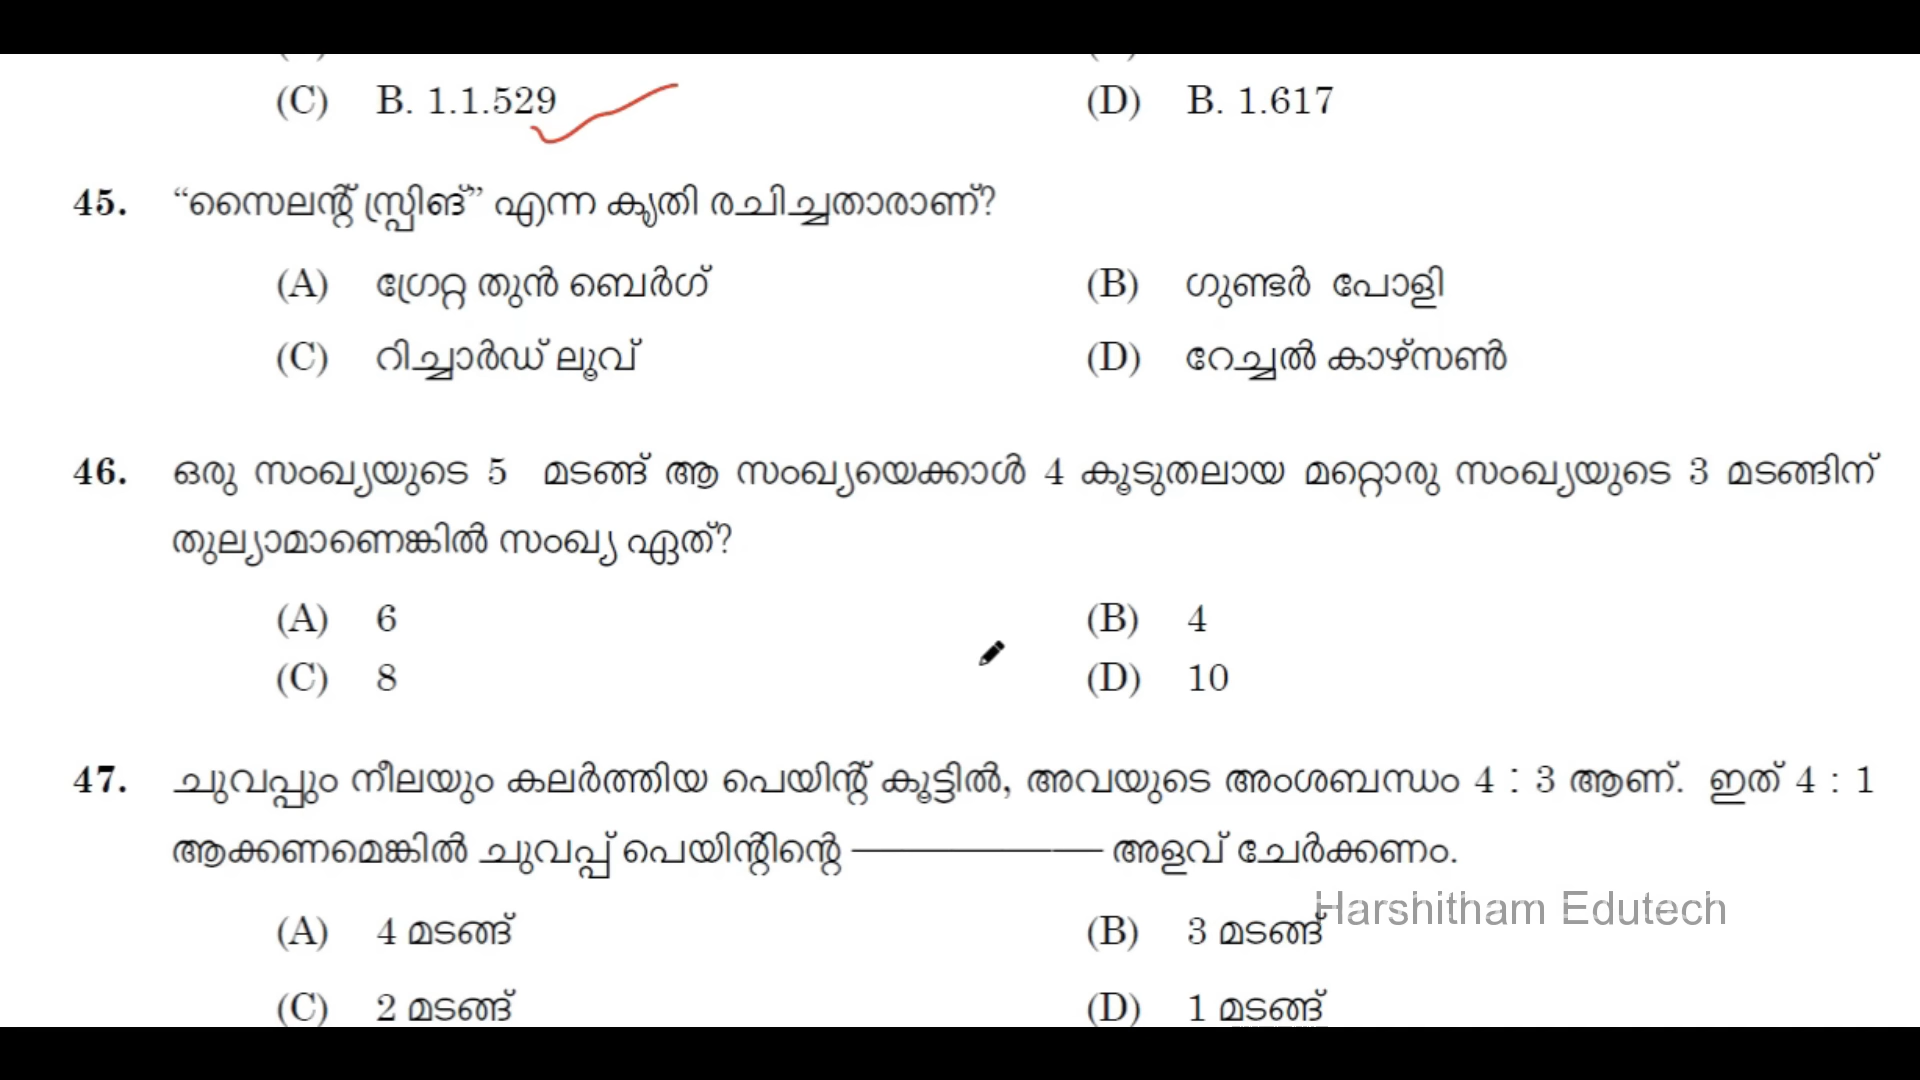 (C) B. 1.1.529 (D) B. 1.617
45. “സൈലന്റ് സ്പ്രിങ്” എന്ന കൃതി രചിച്ചതാരാണ്?
(A) ഗ്രേറ്റ തുൻ ബെർഗ് (B) ഗുണ്ടർ പോളി
(C) റിച്ചാർഡ് ലൂവ് (D) റേച്ചൽ കാഴ്സൺ
46. ഒരു സംഖ്യയുടെ 5 മടങ്ങ് ആ സംഖ്യയെക്കാൾ 4 കൂടുതലായ മറ്റൊരു സംഖ്യയുടെ 3 മടങ്ങിന്
തുല്യാമാണെങ്കിൽ സംഖ്യ ഏത്?
(A) 6 (B) 4
(C) 8 (D) 10
47. ചുവപ്പും നീലയും കലർത്തിയ പെയിന്റ് കൂട്ടിൽ, അവയുടെ അംശബന്ധം 4 : 3 ആണ്. ഇത് 4 : 1
ആക്കണമെങ്കിൽ ചുവപ്പ് പെയിന്റിന്റെ ————— അളവ് ചേർക്കണം.
Harshitham Edutech
(A) 4 മടങ്ങ് (B) 3 മടങ്ങ്
(C) 2 മടങ്ങ് (D) 1 മടങ്ങ്